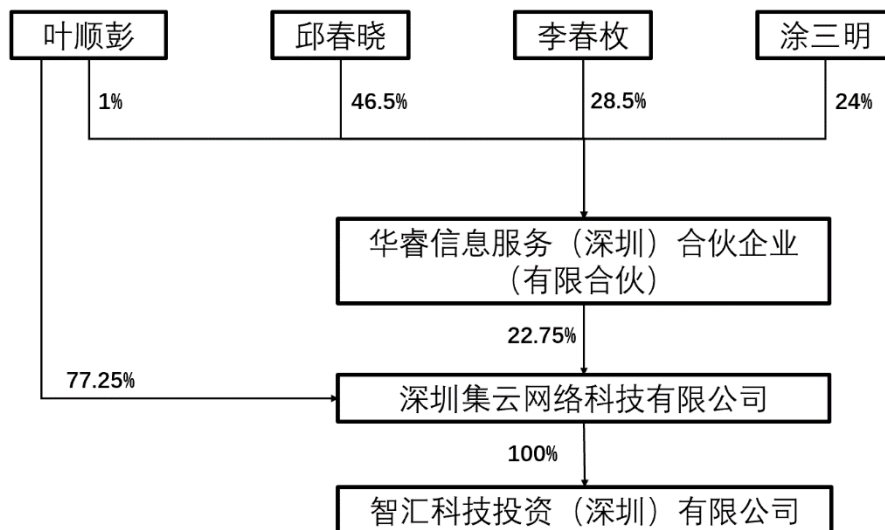 叶顺彭
邱春晓
李春枚
涂三明
1%
46.5%
28.5%
24%
华睿信息服务（深圳）合伙企业
（有限合伙）
22.75%
77.25%
深圳集云网络科技有限公司
100%
智汇科技投资（深圳）有限公司